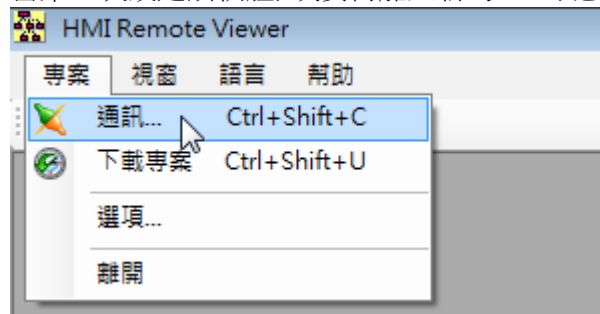 HMI Remote Viewer
專案 視窗 語言 幫助
通訊... Ctrl+Shift+C
下載專案 Ctrl+Shift+U
選項...
離開